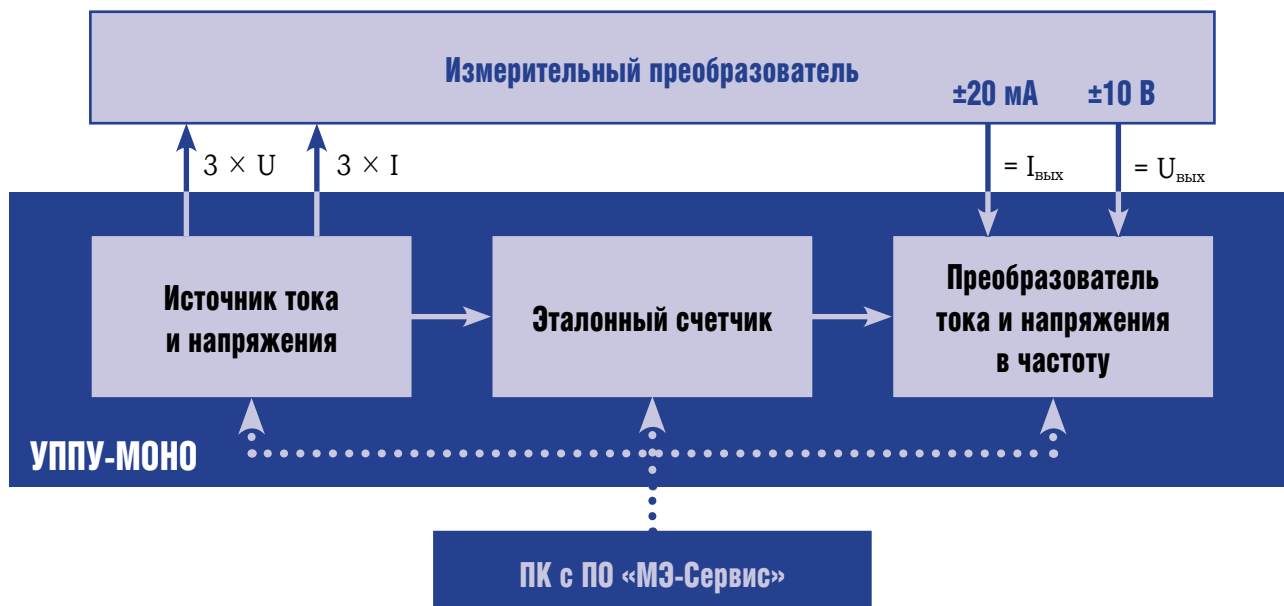 Измерительный преобразователь
±20 мА ±10 В
3 × U 3 × I = Iвых = Uвых
Источник тока
и напряжения
Эталонный счетчик
Преобразователь
тока и напряжения
в частоту
УППУ-МОНО
ПК с ПО «МЭ-Сервис»